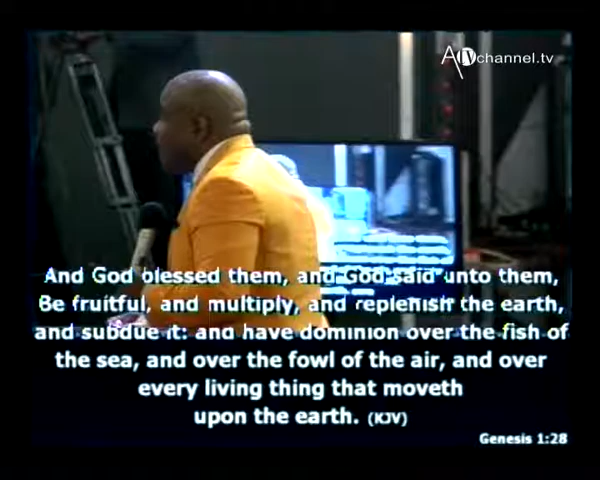 ATVchannel.tv
And God blessed them, and God said unto them,
Be fruitful, and multiply, and replenish the earth,
and subdue it: and have dominion over the fish of
the sea, and over the fowl of the air, and over
every living thing that moveth
upon the earth. (KJV)
Genesis 1:28